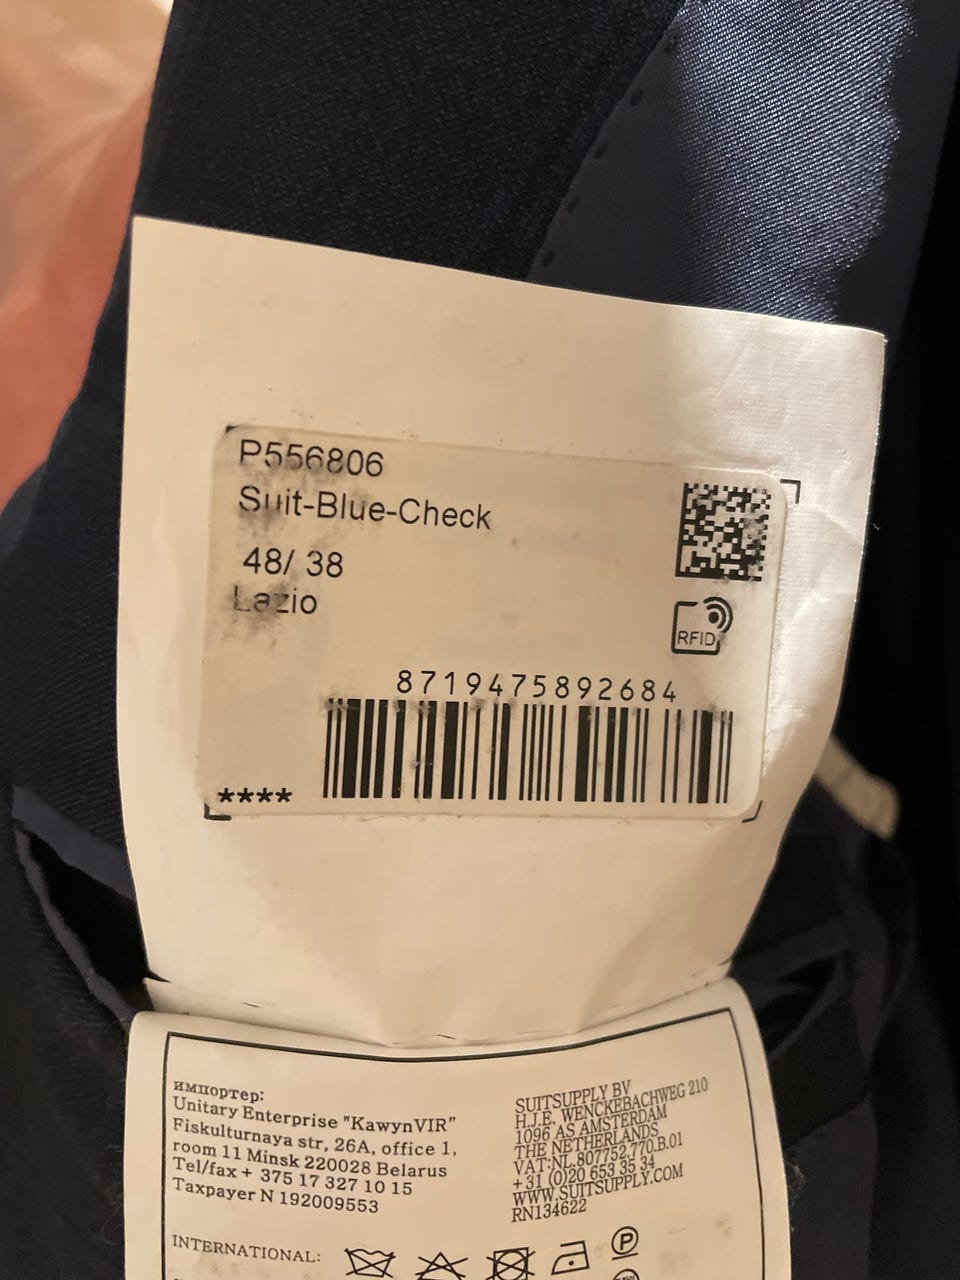 P556806
Suit-Blue-Check
48/ 38
Lazio
RFID
8719475892684
****
импортер:
Unitary Enterprise "KawynVIR"
Fiskulturnaya str, 26A, office 1,
room 11 Minsk 220028 Belarus
Tel/fax + 375 17 327 10 15
Taxpayer N 192009553
SUITSUPPLY BV
H.J.E. WENCKEBACHWEG 210
1096 AS AMSTERDAM
THE NETHERLANDS
VAT:NL.807752.770.B.01
+31 (0)20 653 35 34
WWW.SUITSUPPLY.COM
RN134622
INTERNATIONAL:
P